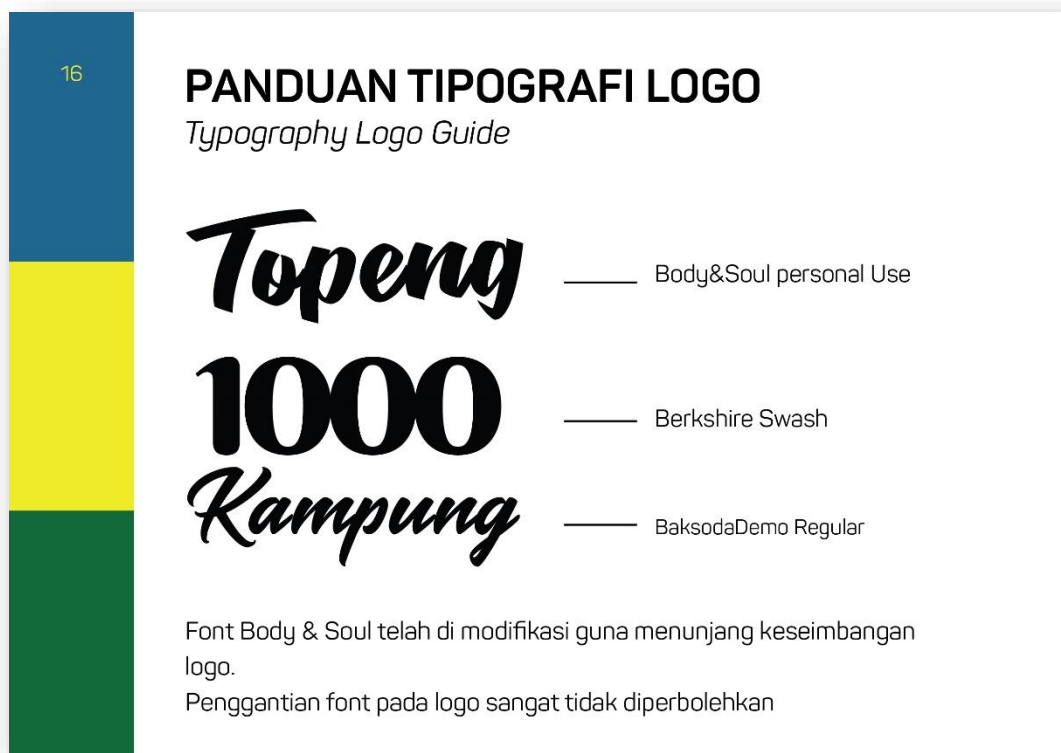 16
PANDUAN TIPOGRAFI LOGO
Typography Logo Guide
Topeng
Body&Soul personal Use
1000
Berkshire Swash
Kampung
BaksodaDemo Regular
Font Body & Soul telah di modifikasi guna menunjang keseimbangan
logo.
Penggantian font pada logo sangat tidak diperbolehkan